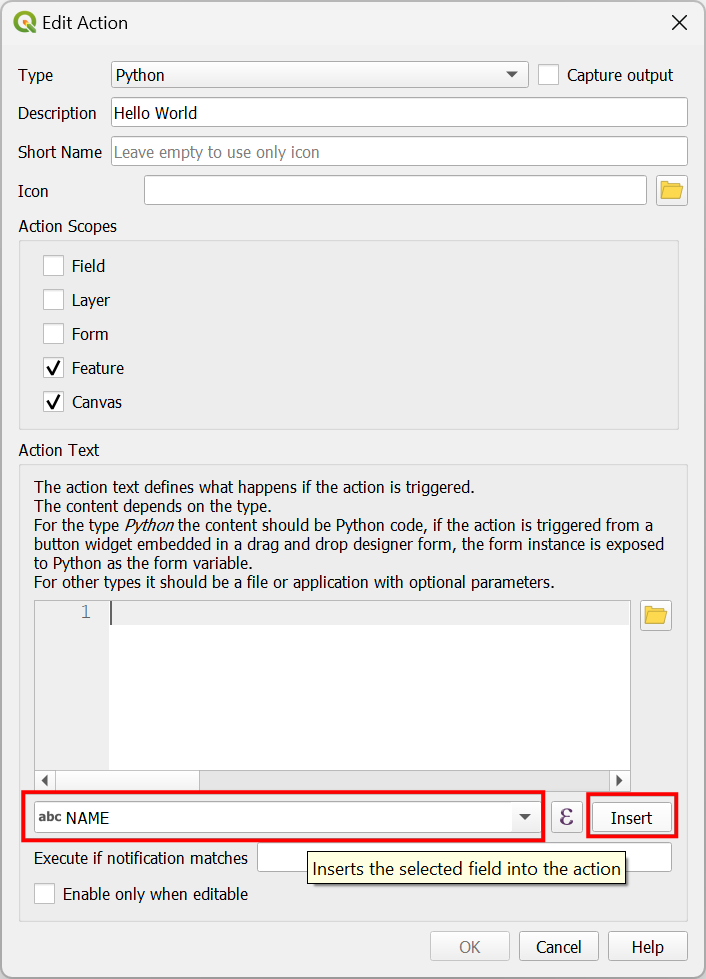 Edit Action
Type Python Capture output
Description Hello World
Short Name Leave empty to use only icon
Icon
Action Scopes
Field
Layer
Form
Feature
Canvas
Action Text
The action text defines what happens if the action is triggered.
The content depends on the type.
For the type Python the content should be Python code, if the action is triggered from a
button widget embedded in a drag and drop designer form, the form instance is exposed
to Python as the form variable.
For other types it should be a file or application with optional parameters.
1
abc NAME ε Insert
Execute if notification matches
Inserts the selected field into the action
Enable only when editable
OK Cancel Help